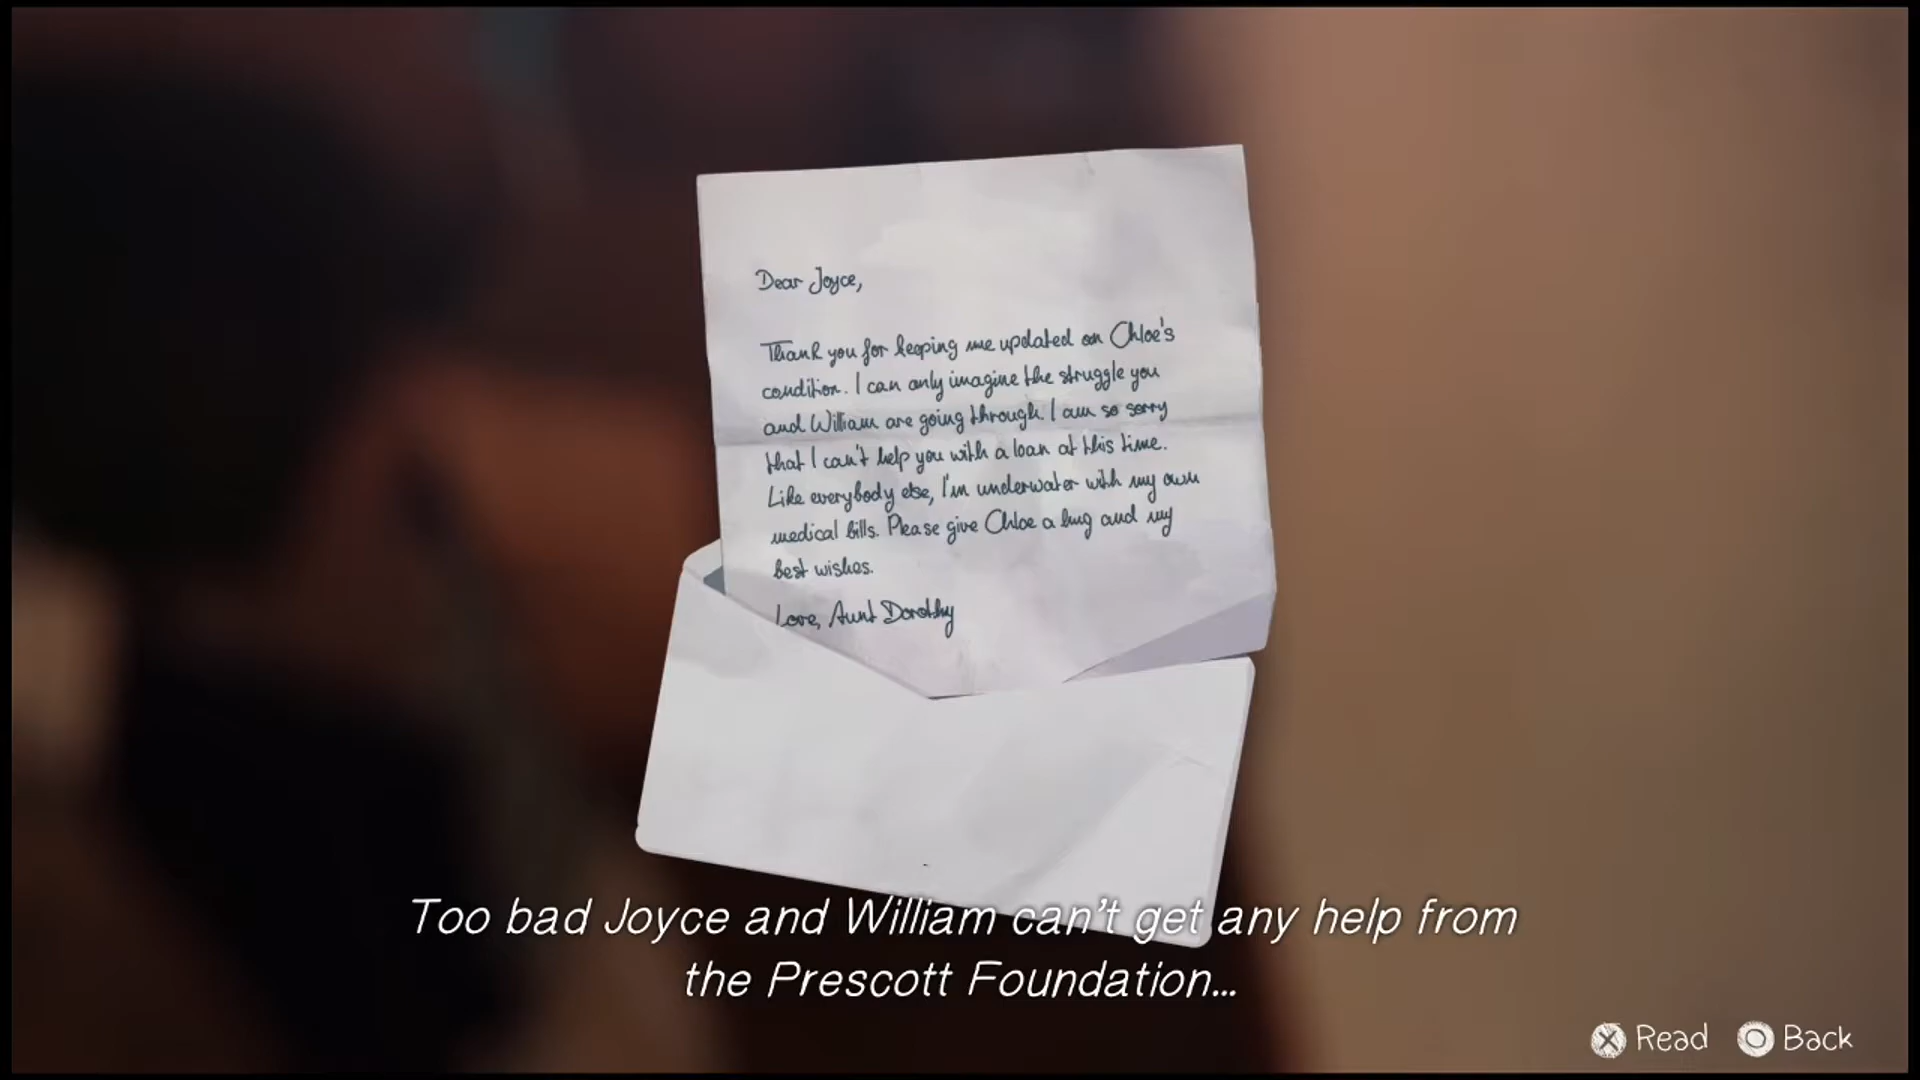 Dear Joyce,
Thank you for keeping me updated on Chloe's
condition. I can only imagine the struggle you
and William are going through. I am so sorry
that I can't help you with a loan at this time.
Like everybody else, I'm underwater with my own
medical bills. Please give Chloe a hug and my
best wishes.
Love, Aunt Dorothy
Too bad Joyce and William can't get any help from
the Prescott Foundation...
Read Back